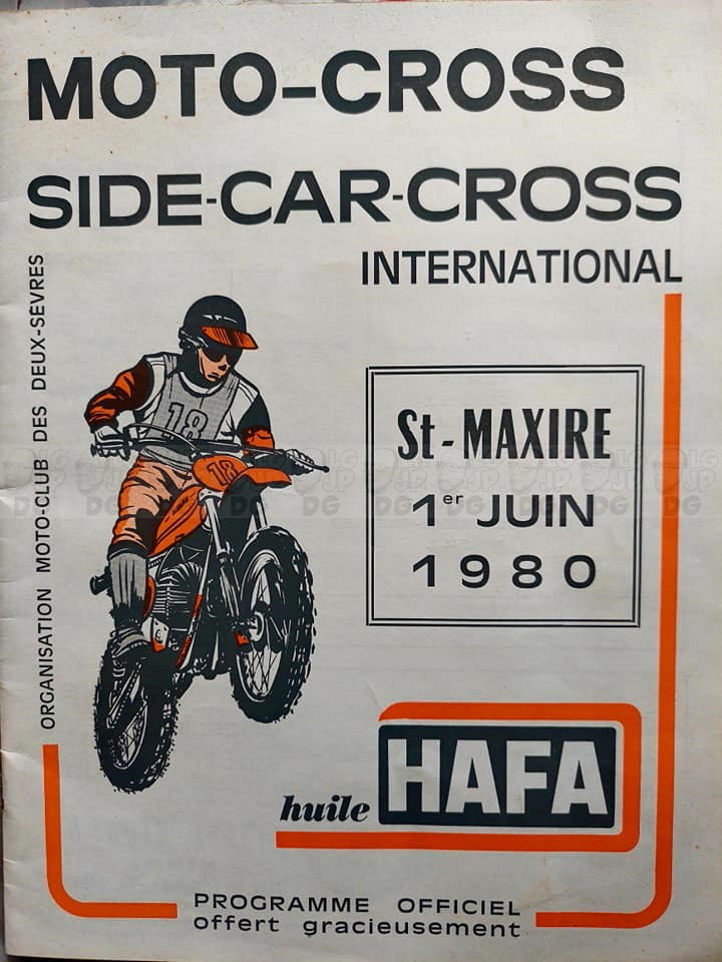 MOTO-CROSS
SIDE-CAR-CROSS
INTERNATIONAL
ORGANISATION MOTO-CLUB DES DEUX-SEVRES
18
18
St-MAXIRE
1er JUIN
1980
huile HAFA
PROGRAMME OFFICIEL
offert gracieusement